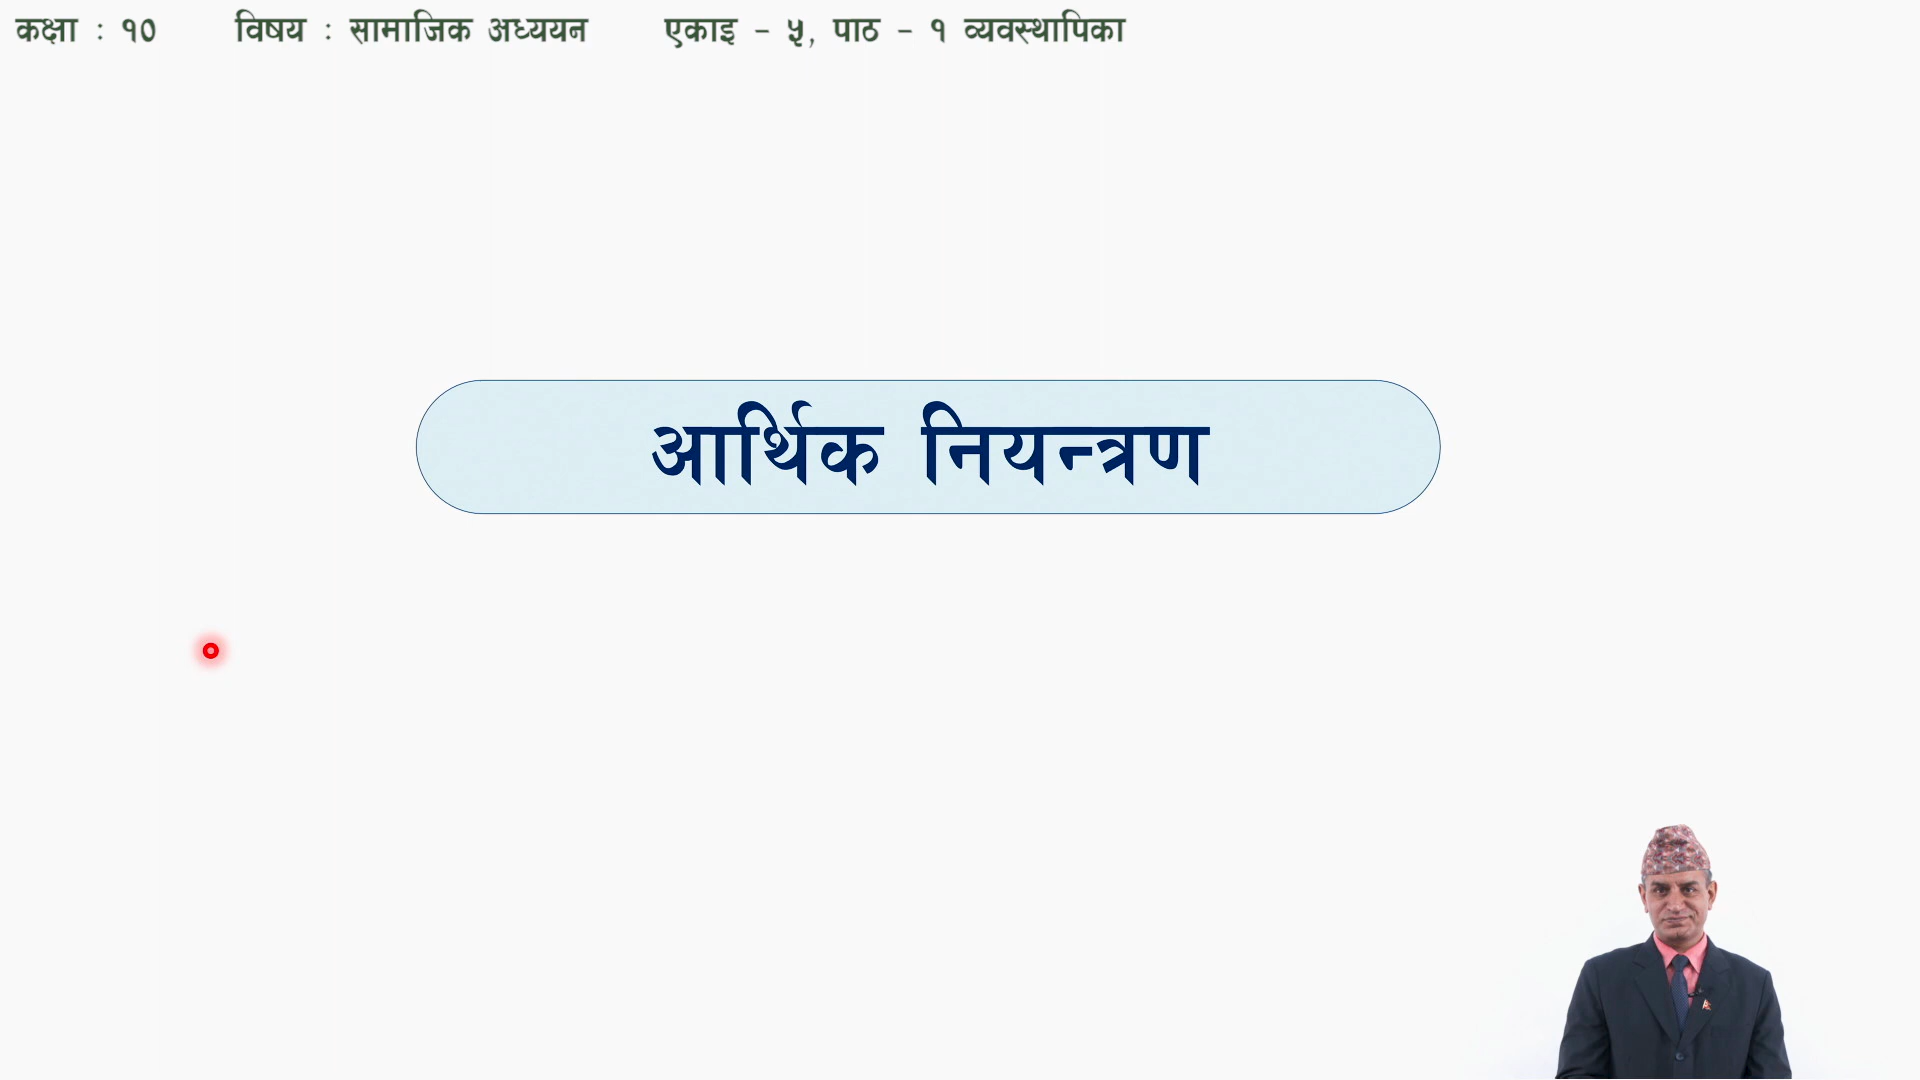 कक्षा : १० विषय : सामाजिक अध्ययन एकाइ - ५, पाठ - १ व्यवस्थापिका
आर्थिक नियन्त्रण